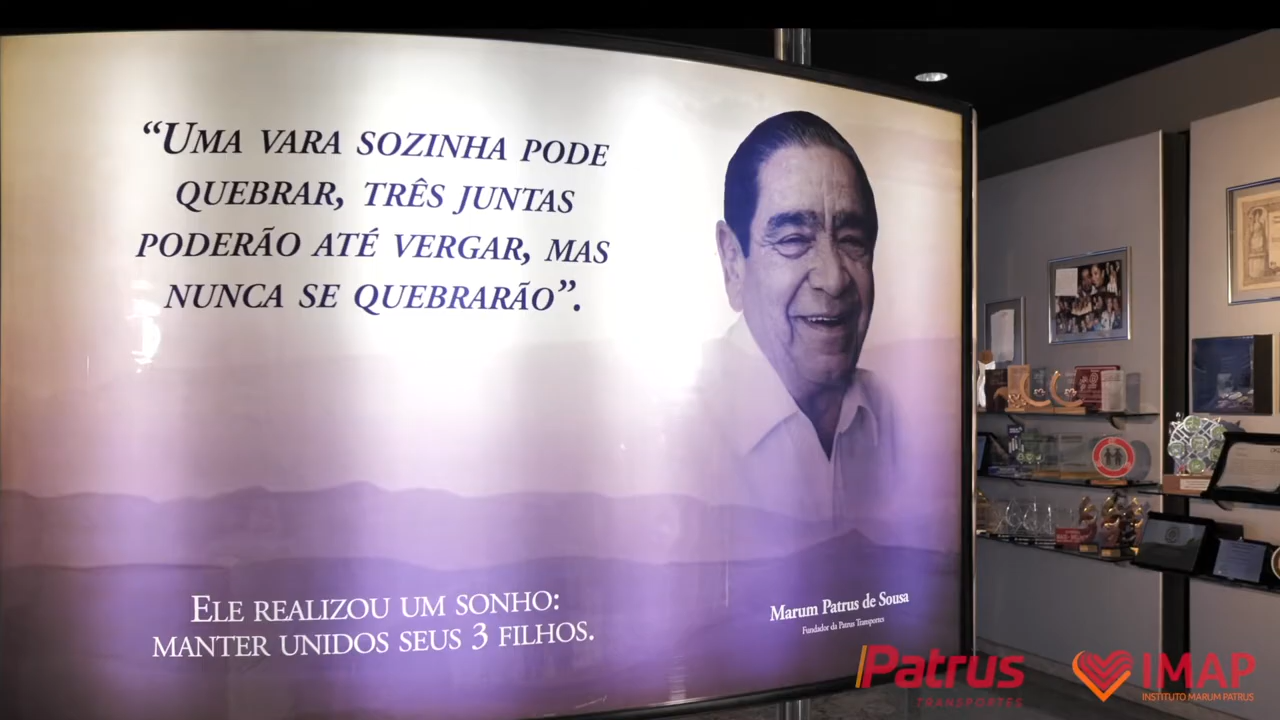 “UMA VARA SOZINHA PODE
QUEBRAR, TRÊS JUNTAS
PODERÃO ATÉ VERGAR, MAS
NUNCA SE QUEBRARÃO”.
ELE REALIZOU UM SONHO:
MANTER UNIDOS SEUS 3 FILHOS.
Marum Patrus de Sousa
Fundador da Patrus Transportes
Patrus
TRANSPORTES
IMAP
INSTITUTO MARUM PATRUS